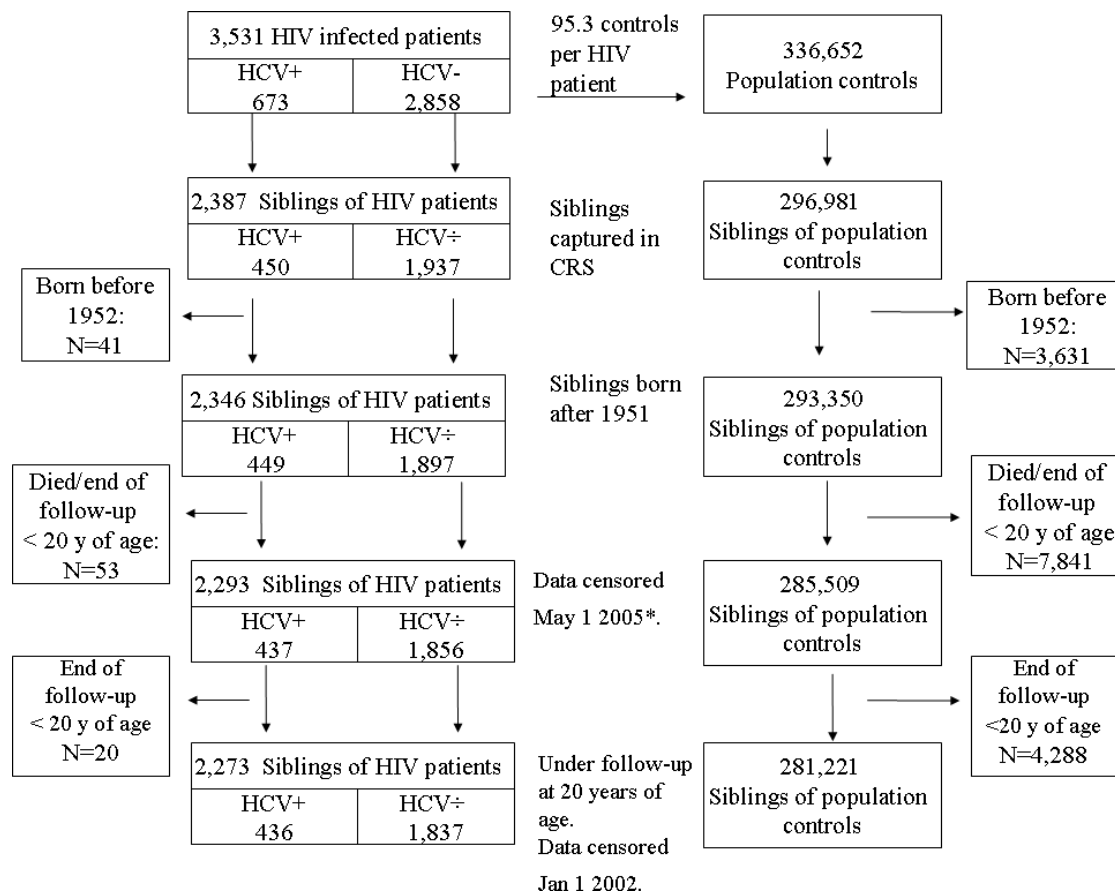 3,531 HIV infected patients
HCV+
673
HCV-
2,858
95.3 controls
per HIV
patient
336,652
Population controls
2,387 Siblings of HIV patients
HCV+
450
HCV÷
1,937
Siblings
captured in
CRS
296,981
Siblings of population
controls
Born before
1952:
N=41
Born before
1952:
N=3,631
2,346 Siblings of HIV patients
HCV+
449
HCV÷
1,897
Siblings born
after 1951
293,350
Siblings of population
controls
Died/end of
follow-up
< 20 y of age:
N=53
Died/end of
follow-up
< 20 y of age
N=7,841
2,293 Siblings of HIV patients
HCV+
437
HCV÷
1,856
Data censored
May 1 2005*.
285,509
Siblings of population
controls
End of
follow-up
< 20 y of age
N=20
End of
follow-up
<20 y of age
N=4,288
2,273 Siblings of HIV patients
HCV+
436
HCV÷
1,837
Under follow-up
at 20 years of
age.
Data censored
Jan 1 2002.
281,221
Siblings of population
controls